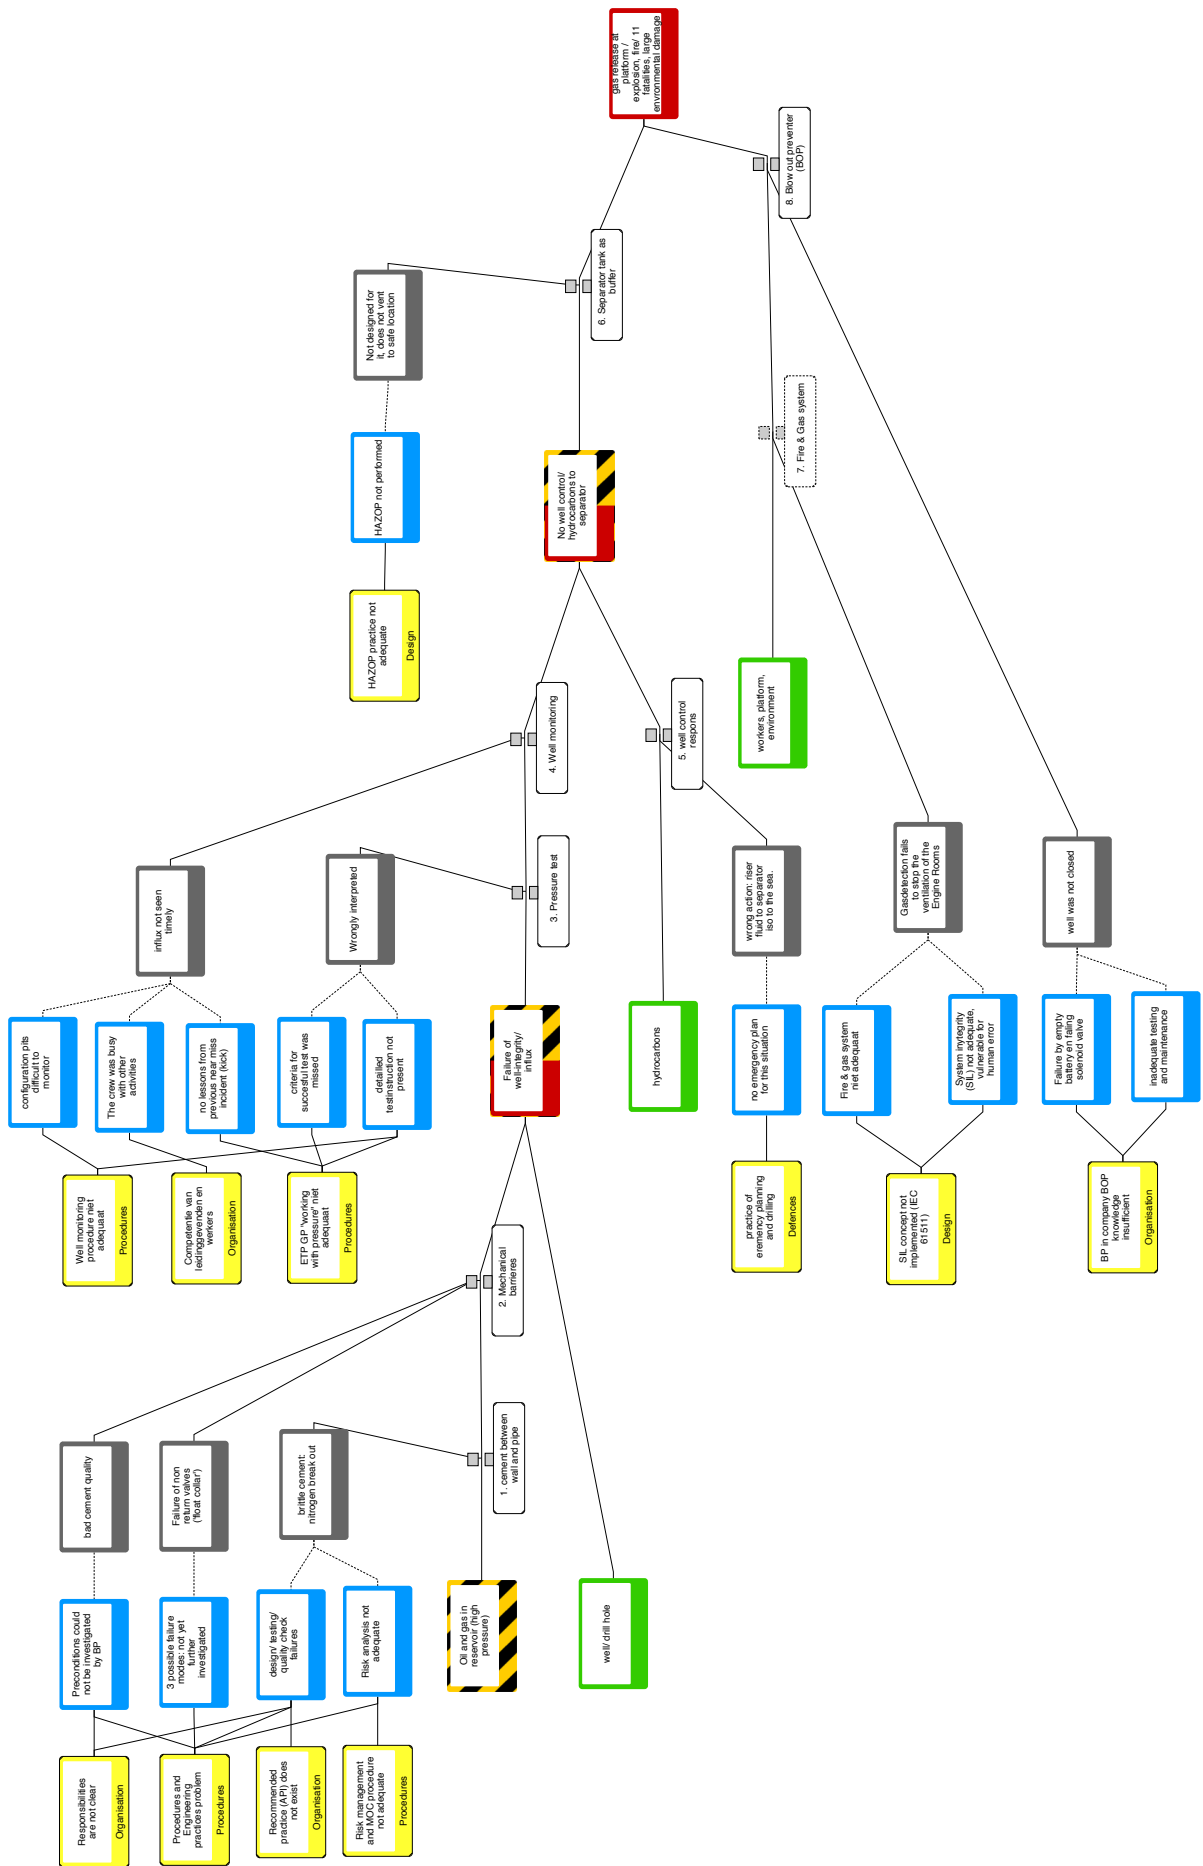 Responsibilities
are not clear
Organisation
Procedures and
Engineering
practices problem
Procedures
Recommended
practice (API) does
not exist
Organisation
Risk management
and MOC procedure
not adequate
Procedures
Preconditions could
not be investigated
by BP
3 possible failure
modes: not yet
further
investigated
design/ testing/
quality check
failures
Risk analysis not
adequate
Oil and gas in
reservoir (high
pressure)
well/ drill hole
bad cement quality
Failure of non
return valves
('float collar')
brittle cement:
nitrogen break out
1. cement between
wall and pipe
2. Mechanical
barrieres
Well monitoring
procedure niet
adequaat
Procedures
Competentie van
leidinggevenden en
werkers
Organisation
ETP GP "working
with pressure" niet
adequaat
Procedures
configuration pits
difficult to
monitor
The crew was busy
with other
activities
no lessons from
previous near miss
incident (kick)
criteria for
succesful test was
missed
detailled
testinstruction not
present
Failure of
well-integrity/
influx
hydrocarbons
practice of
eremency planning
and drilling
Defences
no emergency plan
for this situation
SIL concept not
implemented (IEC
61511)
Design
Fire & gas system
niet adequaat
System inytegrity
(SIL) not adequate,
vulnerable for
human error
BP in company BOP
knowledge
insufficient
Organisation
Failure by empty
battery en faling
solernoid valve
inadequate testing
and maintenance
influx not seen
timely
Wrongly interpreted
3. Pressure test
wrong action: riser
fluid to separator
iso to the sea.
Gasdetection fails
to stop the
ventilation of the
Engine Rooms
well was not closed
4. Well monitoring
5. well control
respons
workers, platform,
environment
HAZOP practice not
adequate
Design
HAZOP not performed
No well control/
hydrocarbons to
separator
7. Fire & Gas system
Not designed for
it, does not vent
to safe location
6. Separator tank as
buffer
8. Blow out preventer
(BOP)
gas release at
platform /
explosion, fire/ 11
fatalities, large
envronmental damage